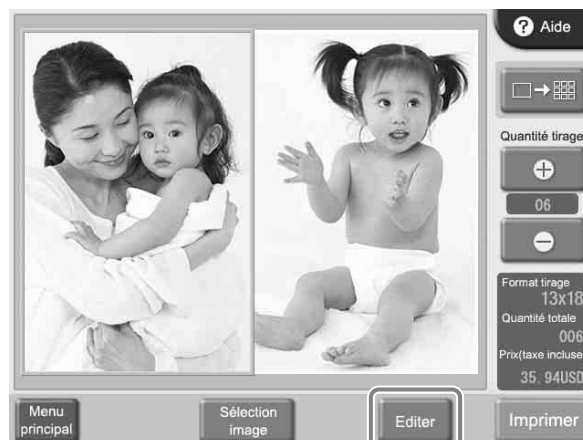 ? Aide
Quantité tirage
06
Format tirage
13x18
Quantité totale
006
Prix(taxe incluse
35.94USD
Menu
principal
Sélection
image
Editer
Imprimer